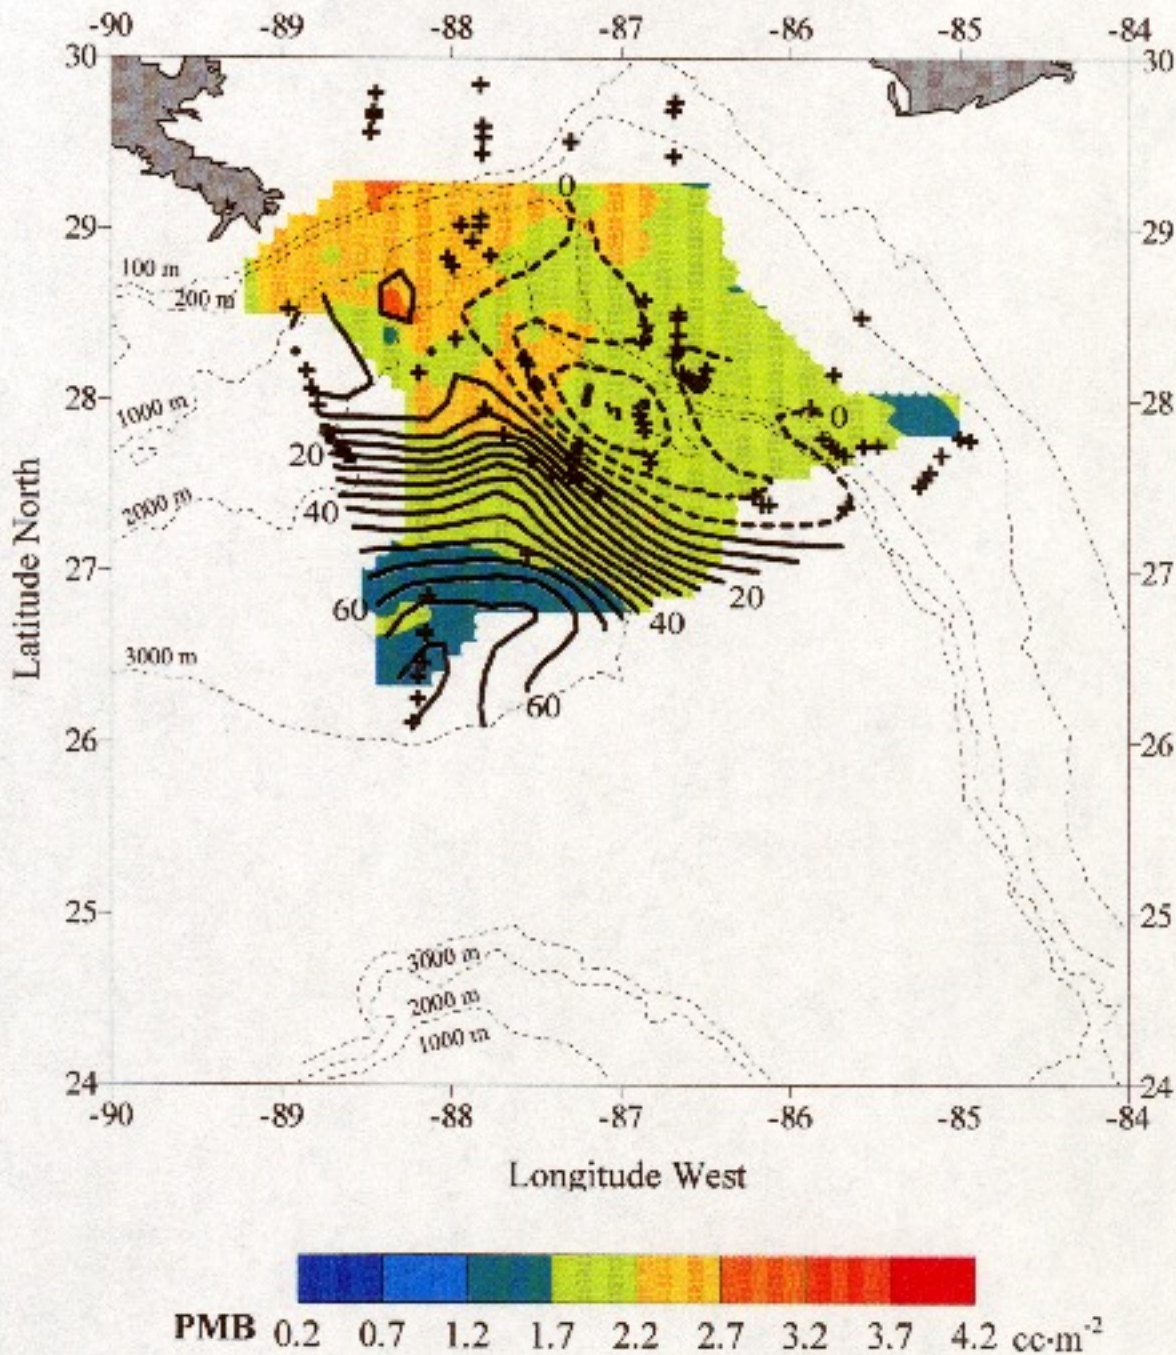 -90 -89 -88 -87 -86 -85 -84
30 30
0
29 29
100 m
200 m
28 28
1000 m
0
20
2000 m
40
27 27
20
60
40
3000 m
60
26 26
25 25
3000 m
2000 m
1000 m
24 24
-90 -89 -88 -87 -86 -85 -84
Latitude North
Longitude West
PMB 0.2 0.7 1.2 1.7 2.2 2.7 3.2 3.7 4.2 cc·m-2